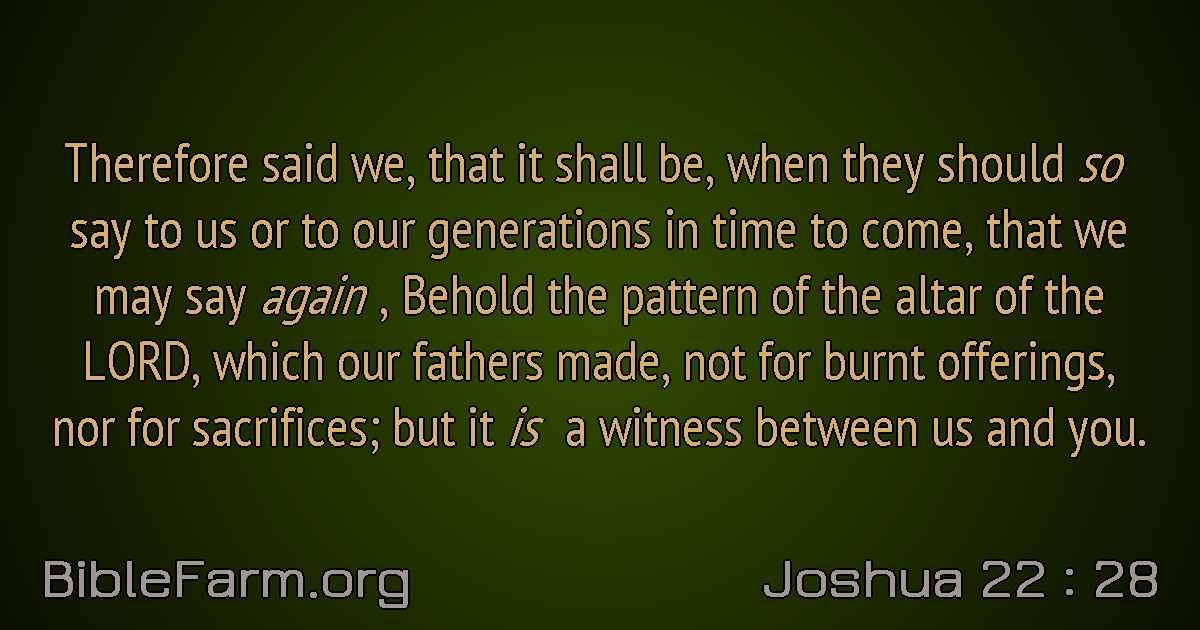 Therefore said we, that it shall be, when they should so
say to us or to our generations in time to come, that we
may say again , Behold the pattern of the altar of the
LORD, which our fathers made, not for burnt offerings,
nor for sacrifices; but it is a witness between us and you.
BibleFarm.org
Joshua 22 : 28